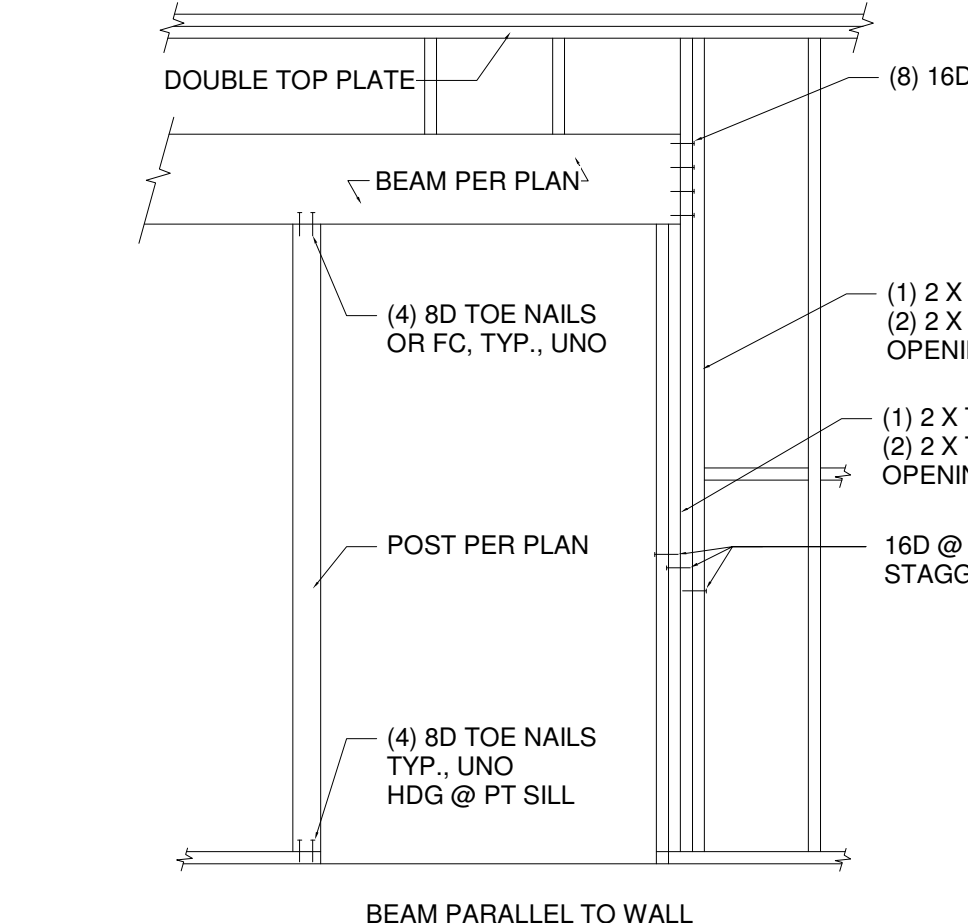 DOUBLE TOP PLATE
(8) 16D
BEAM PER PLAN
(4) 8D TOE NAILS
OR FC, TYP., UNO
(1) 2 X
(2) 2 X
(1) 2 X
(2) 2 X
POST PER PLAN
16D @
(4) 8D TOE NAILS
TYP., UNO
HDG @ PT SILL
BEAM PARALLEL TO WALL